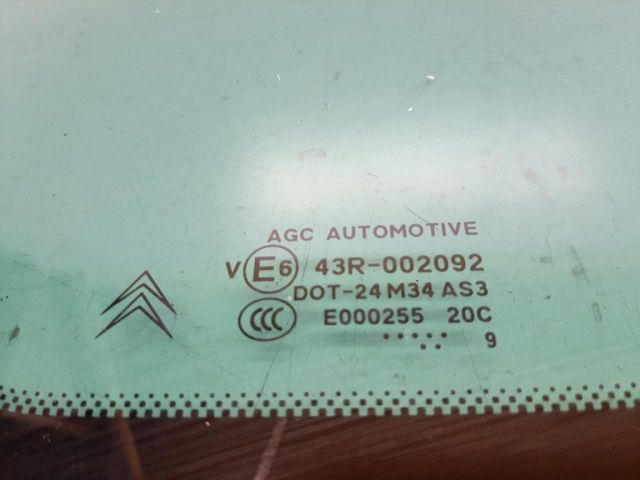 AGC AUTOMOTIVE
V E6 43R-002092
DOT-24 M34 AS3
CCC E000255 20C
9